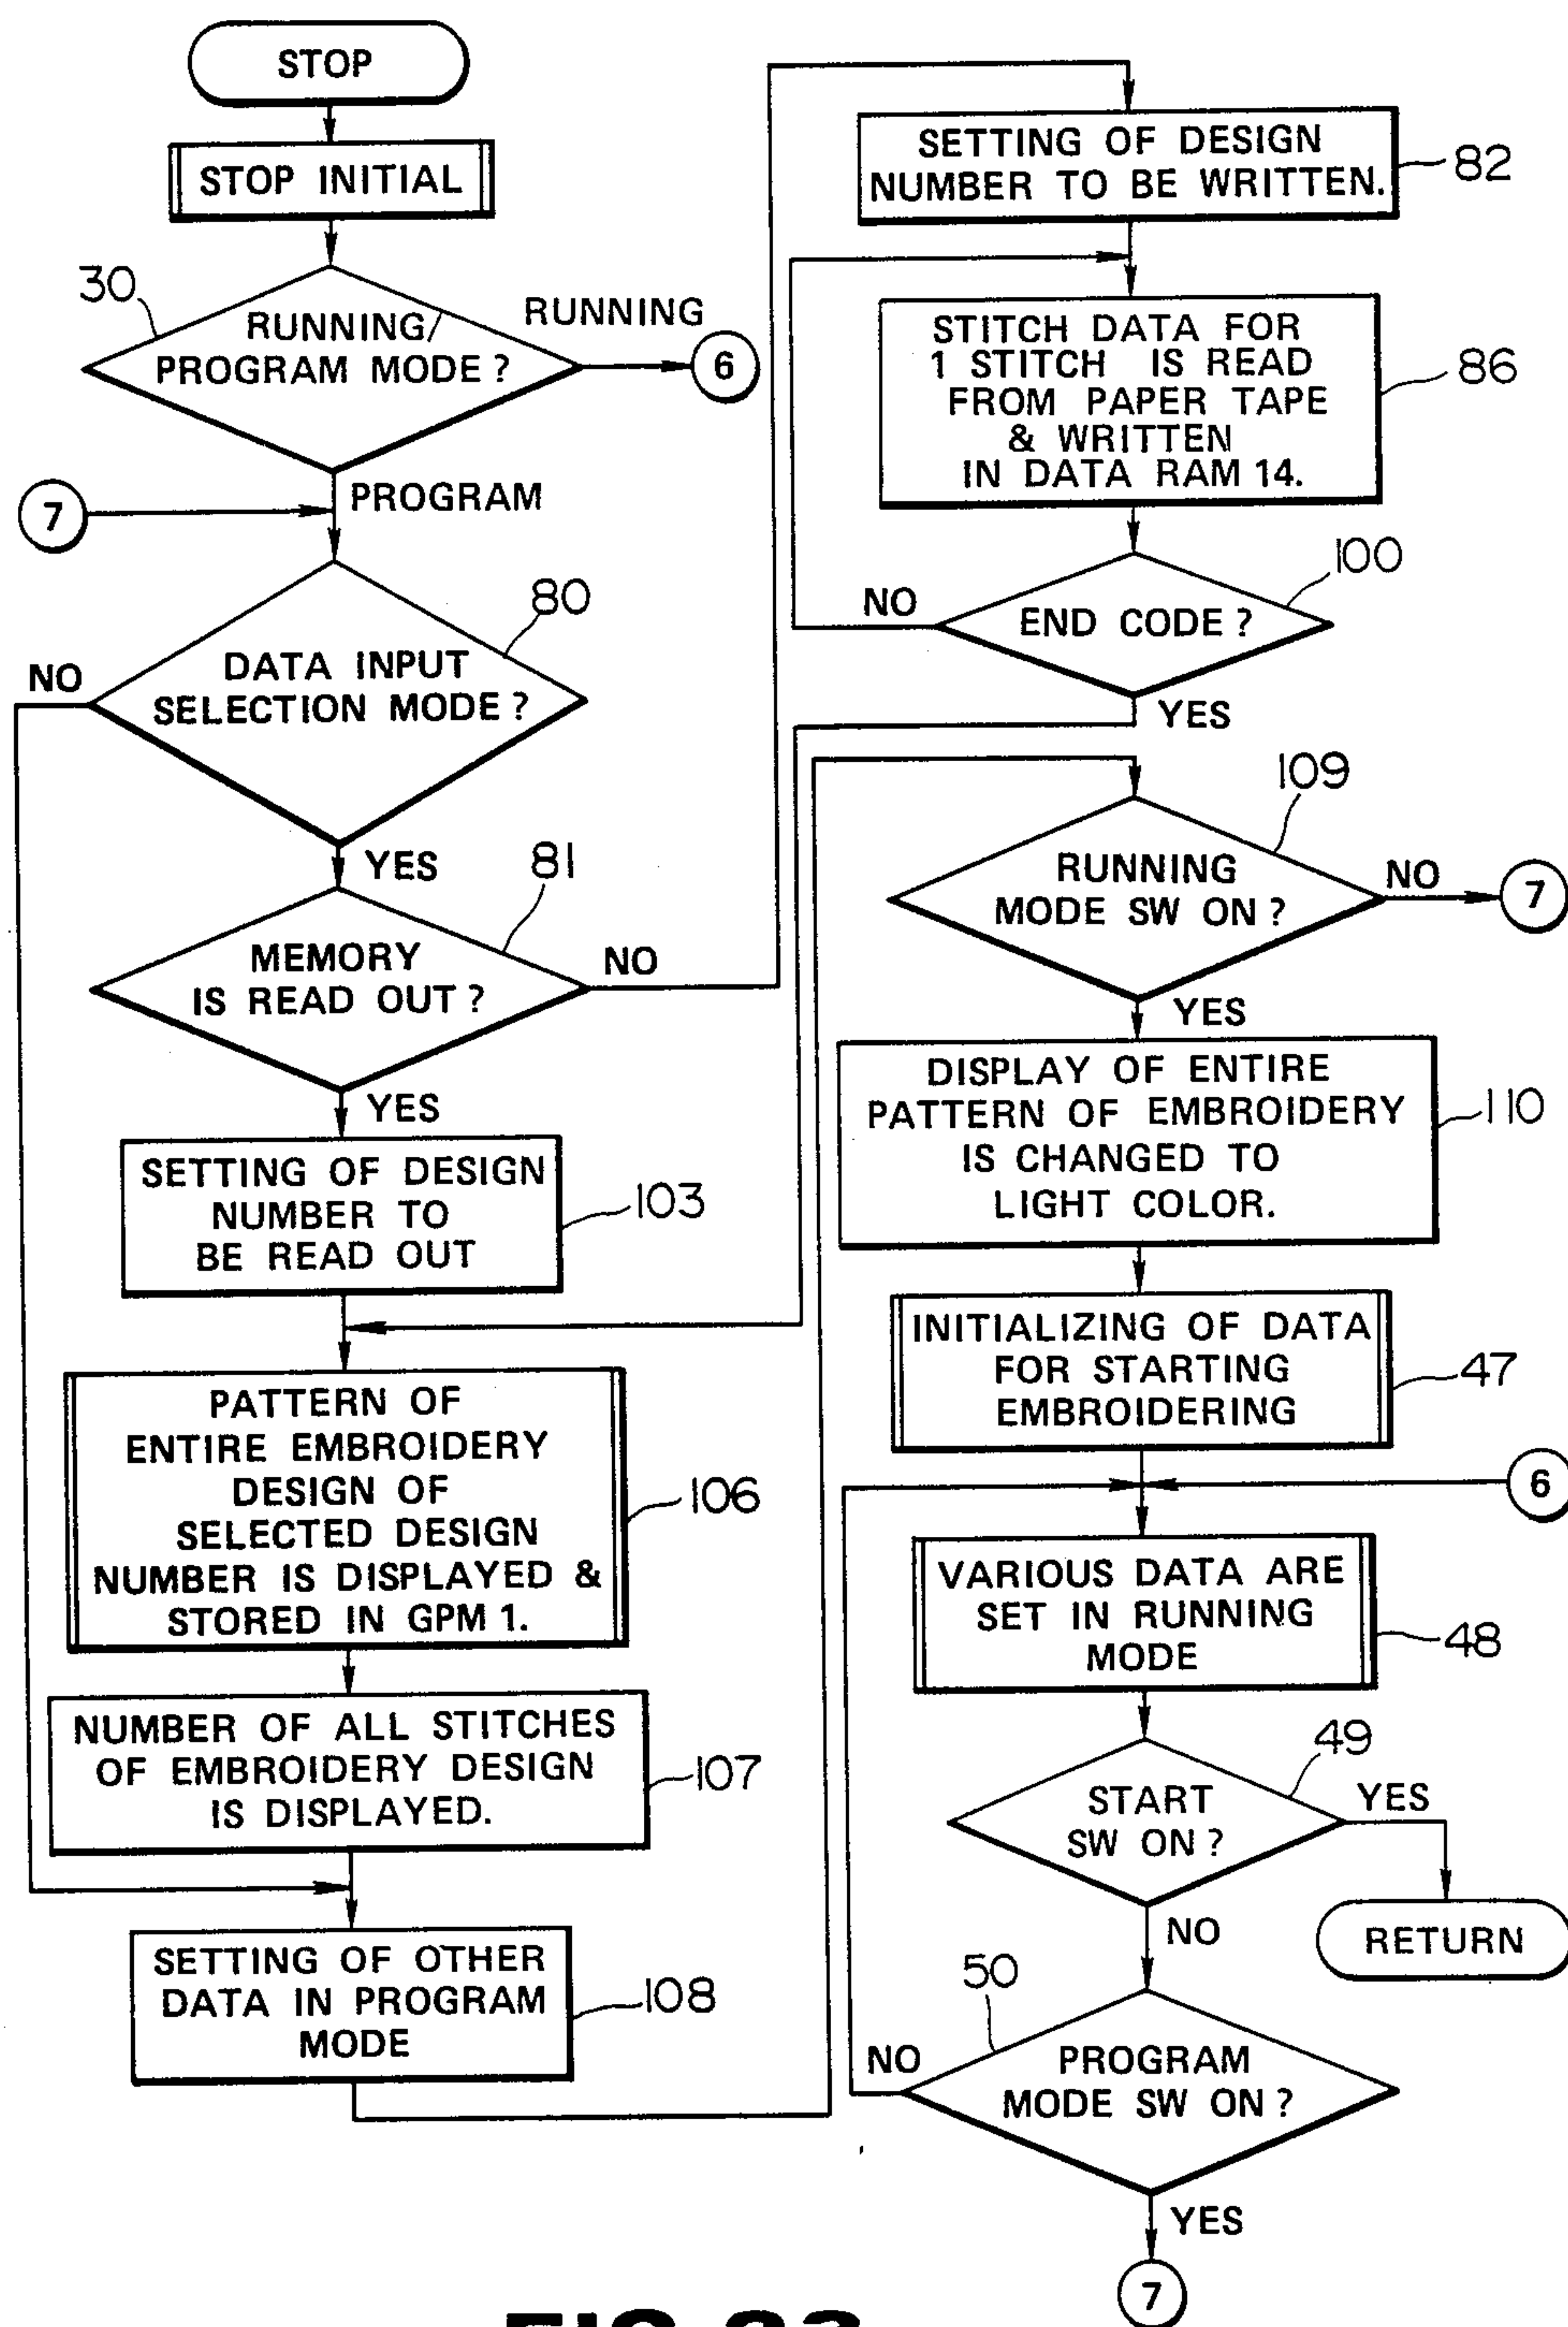 STOP
STOP INITIAL
30
RUNNING/
PROGRAM MODE?
RUNNING
6
7
PROGRAM
80
DATA INPUT
SELECTION MODE?
NO
YES
81
MEMORY
IS READ OUT?
NO
YES
SETTING OF DESIGN
NUMBER TO
BE READ OUT
103
PATTERN OF
ENTIRE EMBROIDERY
DESIGN OF
SELECTED DESIGN
NUMBER IS DISPLAYED &
STORED IN GPM 1.
106
NUMBER OF ALL STITCHES
OF EMBROIDERY DESIGN
IS DISPLAYED.
107
SETTING OF OTHER
DATA IN PROGRAM
MODE
108
SETTING OF DESIGN
NUMBER TO BE WRITTEN.
82
STITCH DATA FOR
1 STITCH IS READ
FROM PAPER TAPE
& WRITTEN
IN DATA RAM 14.
86
100
END CODE?
NO
YES
109
RUNNING
MODE SW ON?
NO
7
YES
DISPLAY OF ENTIRE
PATTERN OF EMBROIDERY
IS CHANGED TO
LIGHT COLOR.
110
INITIALIZING OF DATA
FOR STARTING
EMBROIDERING
47
6
VARIOUS DATA ARE
SET IN RUNNING
MODE
48
49
START
SW ON?
YES
RETURN
NO
50
PROGRAM
MODE SW ON?
NO
YES
7